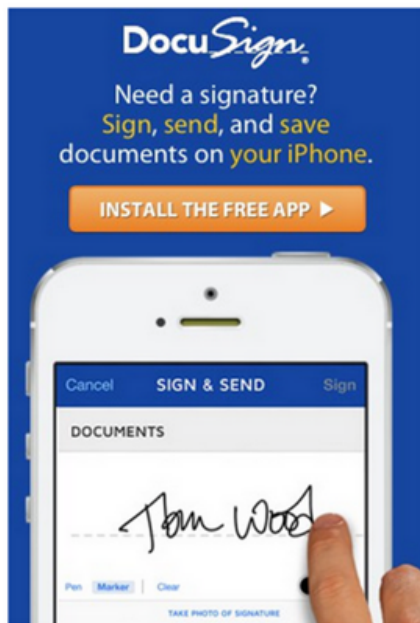 DocuSign®
Need a signature?
Sign, send, and save
documents on your iPhone.
INSTALL THE FREE APP
Cancel SIGN & SEND Sign
DOCUMENTS
Tom Wood
Pen Marker Clear
TAKE PHOTO OF SIGNATURE